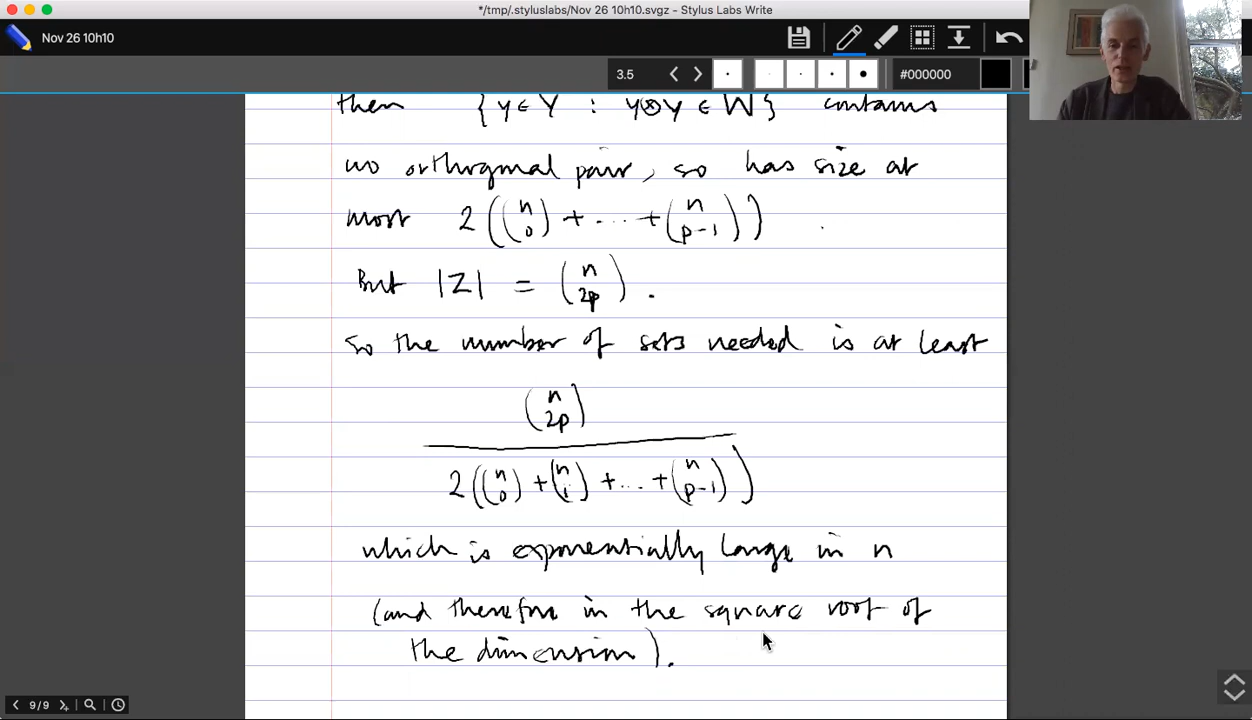 */tmp/.styluslabs/Nov 26 10h10.svgz - Stylus Labs Write
Nov 26 10h10
3.5
#000000
then {y ∈ Y : y⊗y ∈ W} contains
no orthogonal pair, so has size at
most 2((n 0) + ... + (n p-1)) .
But |Z| = (n 2p) .
So the number of sets needed is at least
(n 2p)
2((n 0) + (n 1) + ... + (n p-1))
which is exponentially large in n
(and therefore in the square root of
the dimension).
9/9